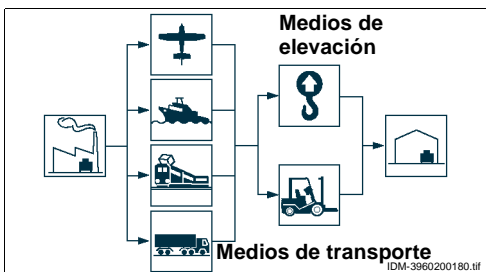 Medios de
elevación
Medios de transporte
IDM-3960200180.tif